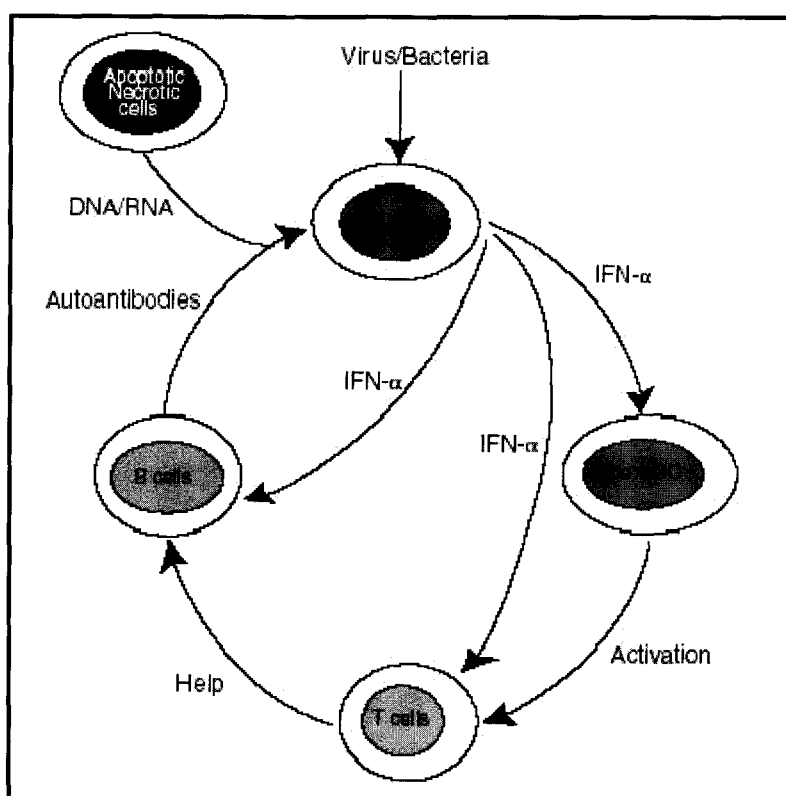 Apoptotic
Necrotic
cells
Virus/Bacteria
DNA/RNA
Autoantibodies
IFN-α
IFN-α
IFN-α
B cells
Activation
Help
T cells